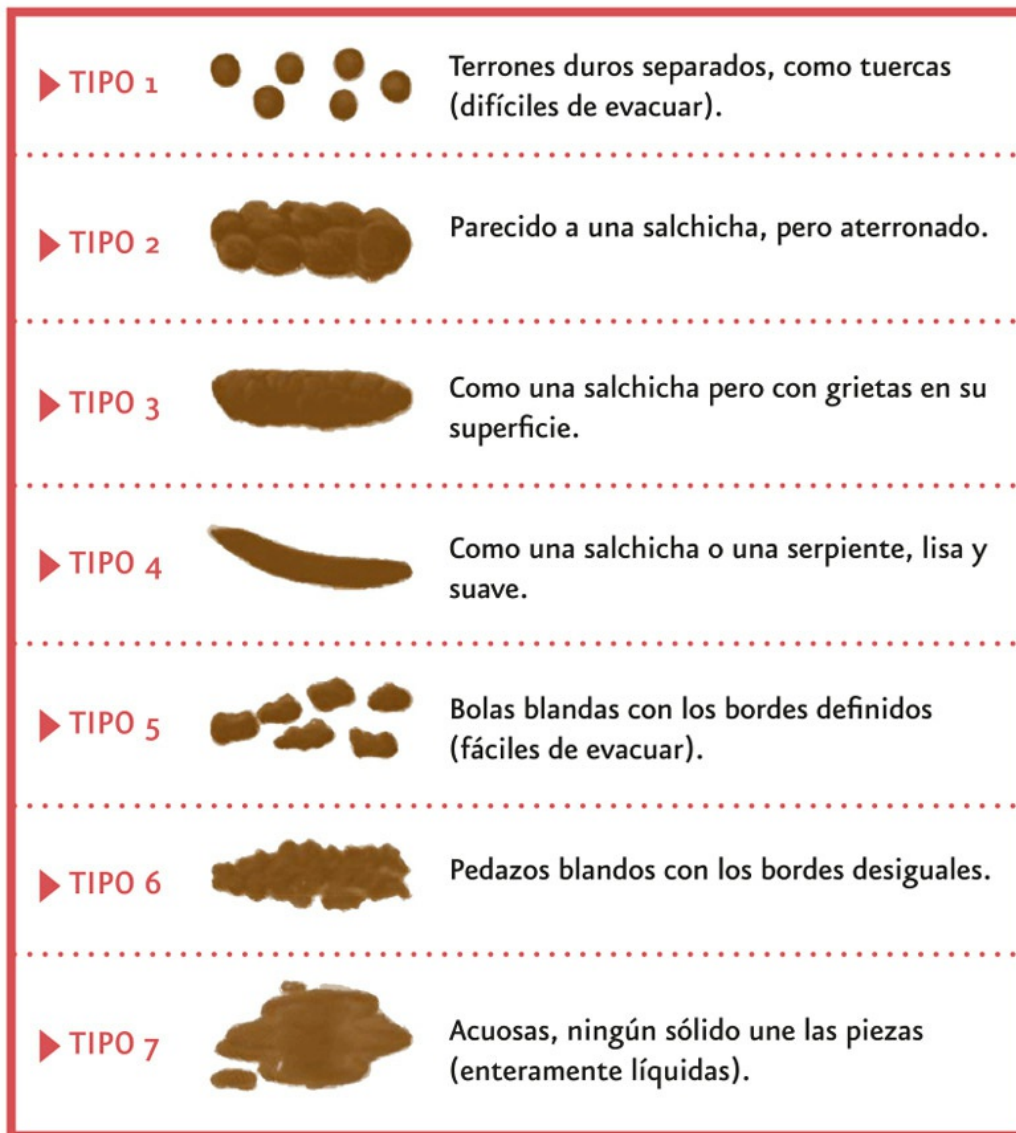 TIPO 1
Terrones duros separados, como tuercas
(difíciles de evacuar).
TIPO 2
Parecido a una salchicha, pero aterronado.
TIPO 3
Como una salchicha pero con grietas en su
superficie.
TIPO 4
Como una salchicha o una serpiente, lisa y
suave.
TIPO 5
Bolas blandas con los bordes definidos
(fáciles de evacuar).
TIPO 6
Pedazos blandos con los bordes desiguales.
TIPO 7
Acuosas, ningún sólido une las piezas
(enteramente líquidas).